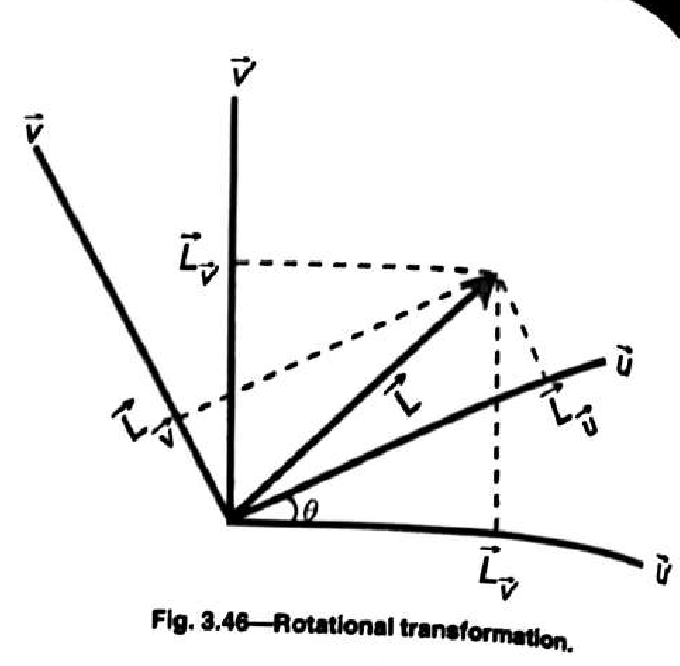 V⃗
V⃗
L⃗V⃗
U⃗
L⃗
L⃗U⃗
L⃗V⃗
θ
L⃗V⃗
U⃗
Fig. 3.46—Rotational transformation.